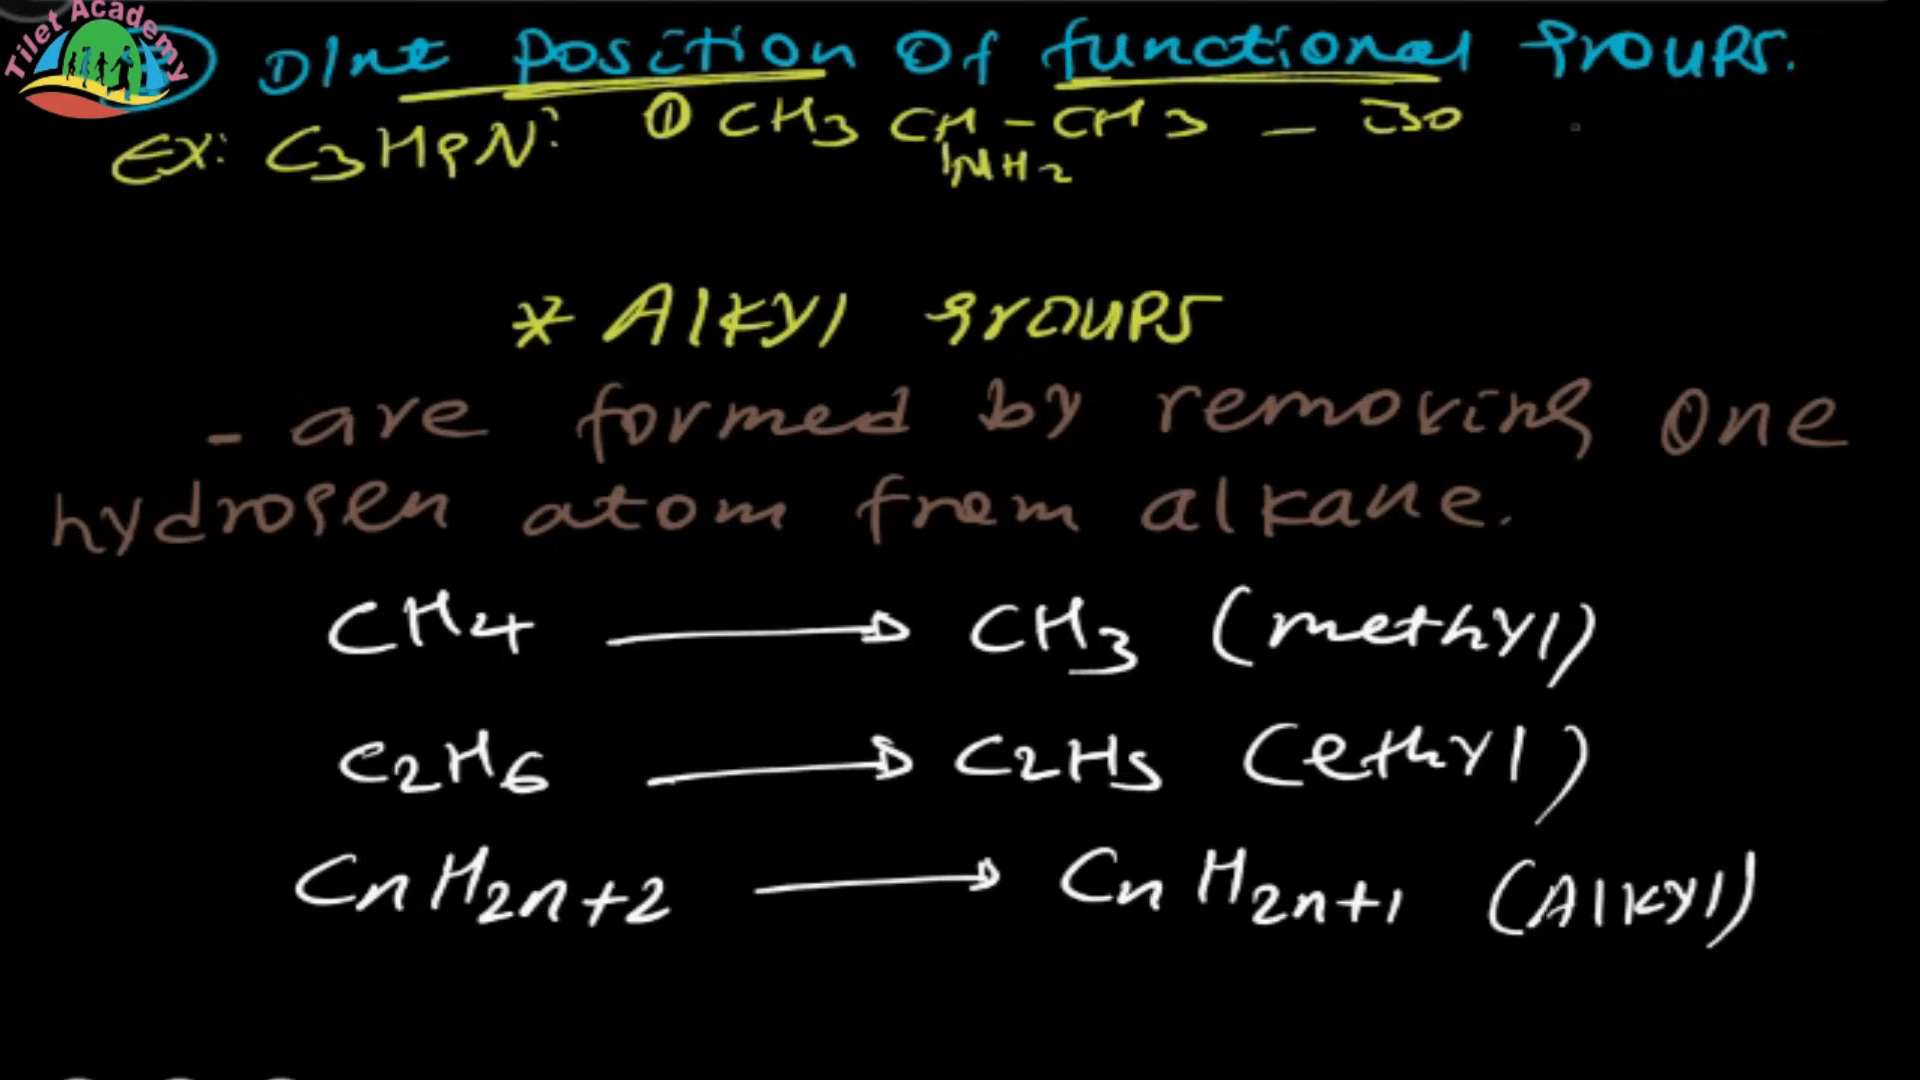 Tilet Academy
D/nt position of functional groups.
Ex: C3H9N: ① CH3 CH - CH3 - Iso
NH2
* Alkyl groups
- are formed by removing one
hydrogen atom from alkane.
CH4 → CH3 (methyl)
C2H6 → C2H5 (ethyl)
CnH2n+2 → CnH2n+1 (Alkyl)